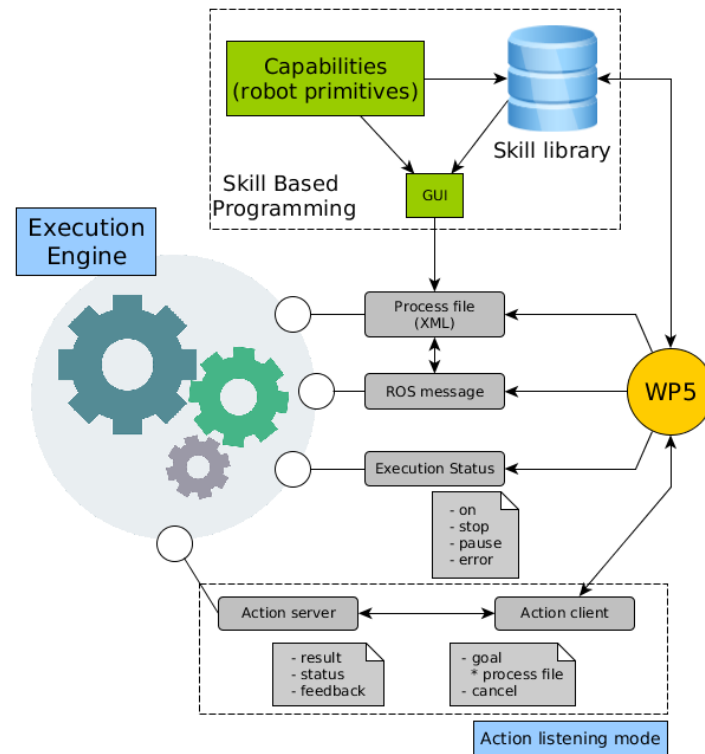 Capabilities
(robot primitives)
Skill library
Skill Based
Programming
GUI
Execution
Engine
Process file
(XML)
ROS message
WP5
Execution Status
- on
- stop
- pause
- error
Action server
Action client
- result
- status
- feedback
- goal
* process file
- cancel
Action listening mode